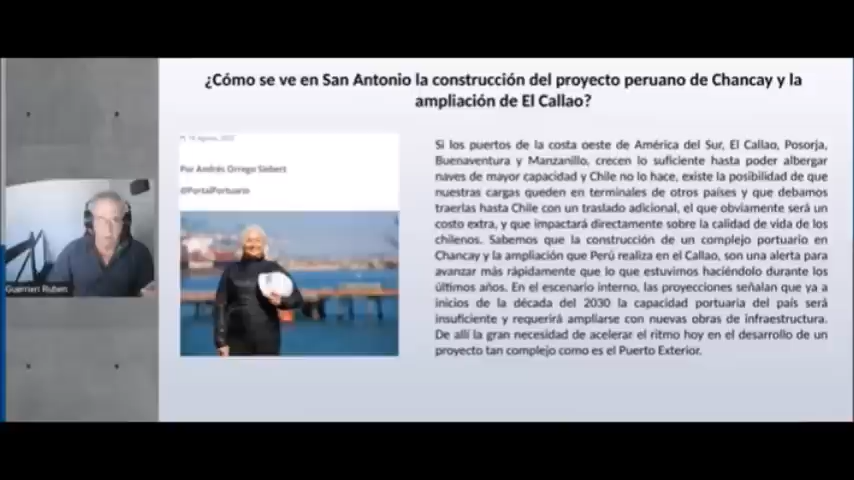 ¿Cómo se ve en San Antonio la construcción del proyecto peruano de Chancay y la
ampliación de El Callao?
Por Andrés Orrego Siebert
@PortalPortuario
Si los puertos de la costa oeste de América del Sur, El Callao, Posorja,
Buenaventura y Manzanillo, crecen lo suficiente hasta poder albergar
naves de mayor capacidad y Chile no lo hace, existe la posibilidad de que
nuestras cargas queden en terminales de otros países y que debamos
traerlas hasta Chile con un traslado adicional, el que obviamente será un
costo extra, y que impactará directamente sobre la calidad de vida de los
chilenos. Sabemos que la construcción de un complejo portuario en
Chancay y la ampliación que Perú realiza en el Callao, son una alerta para
avanzar más rápidamente que lo que estuvimos haciéndolo durante los
últimos años. En el escenario interno, las proyecciones señalan que ya a
inicios de la década del 2030 la capacidad portuaria del país será
insuficiente y requerirá ampliarse con nuevas obras de infraestructura.
De allí la gran necesidad de acelerar el ritmo hoy en el desarrollo de un
proyecto tan complejo como es el Puerto Exterior.
Guerrieri Ruben